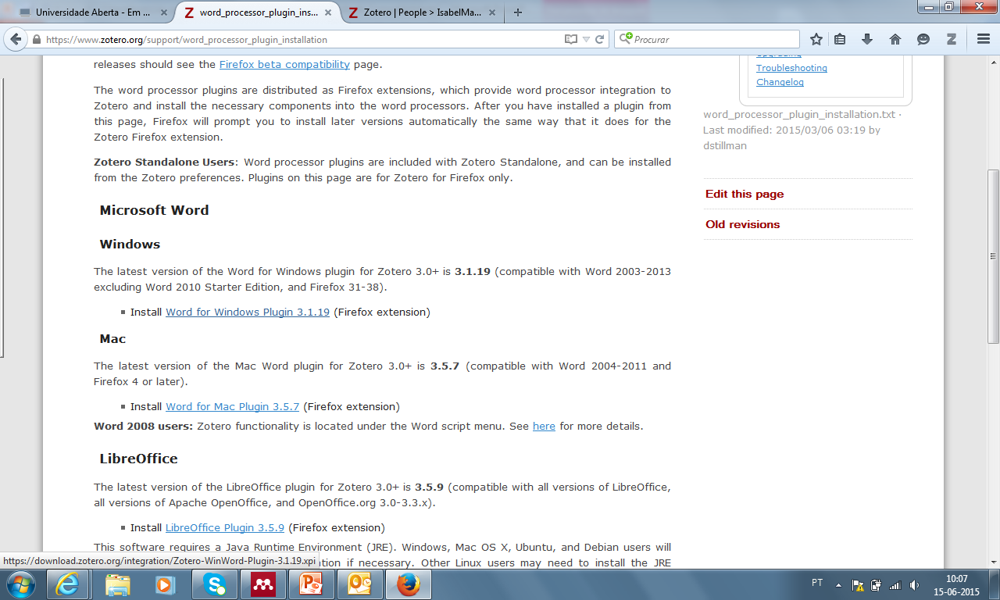 Universidade Aberta - Em ...
word_processor_plugin_ins...
Zotero | People > IsabelMa...
https://www.zotero.org/support/word_processor_plugin_installation
Procurar
releases should see the Firefox beta compatibility page.
The word processor plugins are distributed as Firefox extensions, which provide word processor integration to
Zotero and install the necessary components into the word processors. After you have installed a plugin from
this page, Firefox will prompt you to install later versions automatically the same way that it does for the
Zotero Firefox extension.
Zotero Standalone Users: Word processor plugins are included with Zotero Standalone, and can be installed
from the Zotero preferences. Plugins on this page are for Zotero for Firefox only.
Microsoft Word
Windows
The latest version of the Word for Windows plugin for Zotero 3.0+ is 3.1.19 (compatible with Word 2003-2013
excluding Word 2010 Starter Edition, and Firefox 31-38).
Install Word for Windows Plugin 3.1.19 (Firefox extension)
Mac
The latest version of the Mac Word plugin for Zotero 3.0+ is 3.5.7 (compatible with Word 2004-2011 and
Firefox 4 or later).
Install Word for Mac Plugin 3.5.7 (Firefox extension)
Word 2008 users: Zotero functionality is located under the Word script menu. See here for more details.
LibreOffice
The latest version of the LibreOffice plugin for Zotero 3.0+ is 3.5.9 (compatible with all versions of LibreOffice,
all versions of Apache OpenOffice, and OpenOffice.org 3.0-3.3.x).
Install LibreOffice Plugin 3.5.9 (Firefox extension)
This software requires a Java Runtime Environment (JRE). Windows, Mac OS X, Ubuntu, and Debian users will
if necessary. Other Linux users may need to install the JRE
https://download.zotero.org/integration/Zotero-WinWord-Plugin-3.1.19.xpi
Upgrading
Troubleshooting
Changelog
word_processor_plugin_installation.txt ·
Last modified: 2015/03/06 03:19 by
dstillman
Edit this page
Old revisions
PT
10:07
15-06-2015